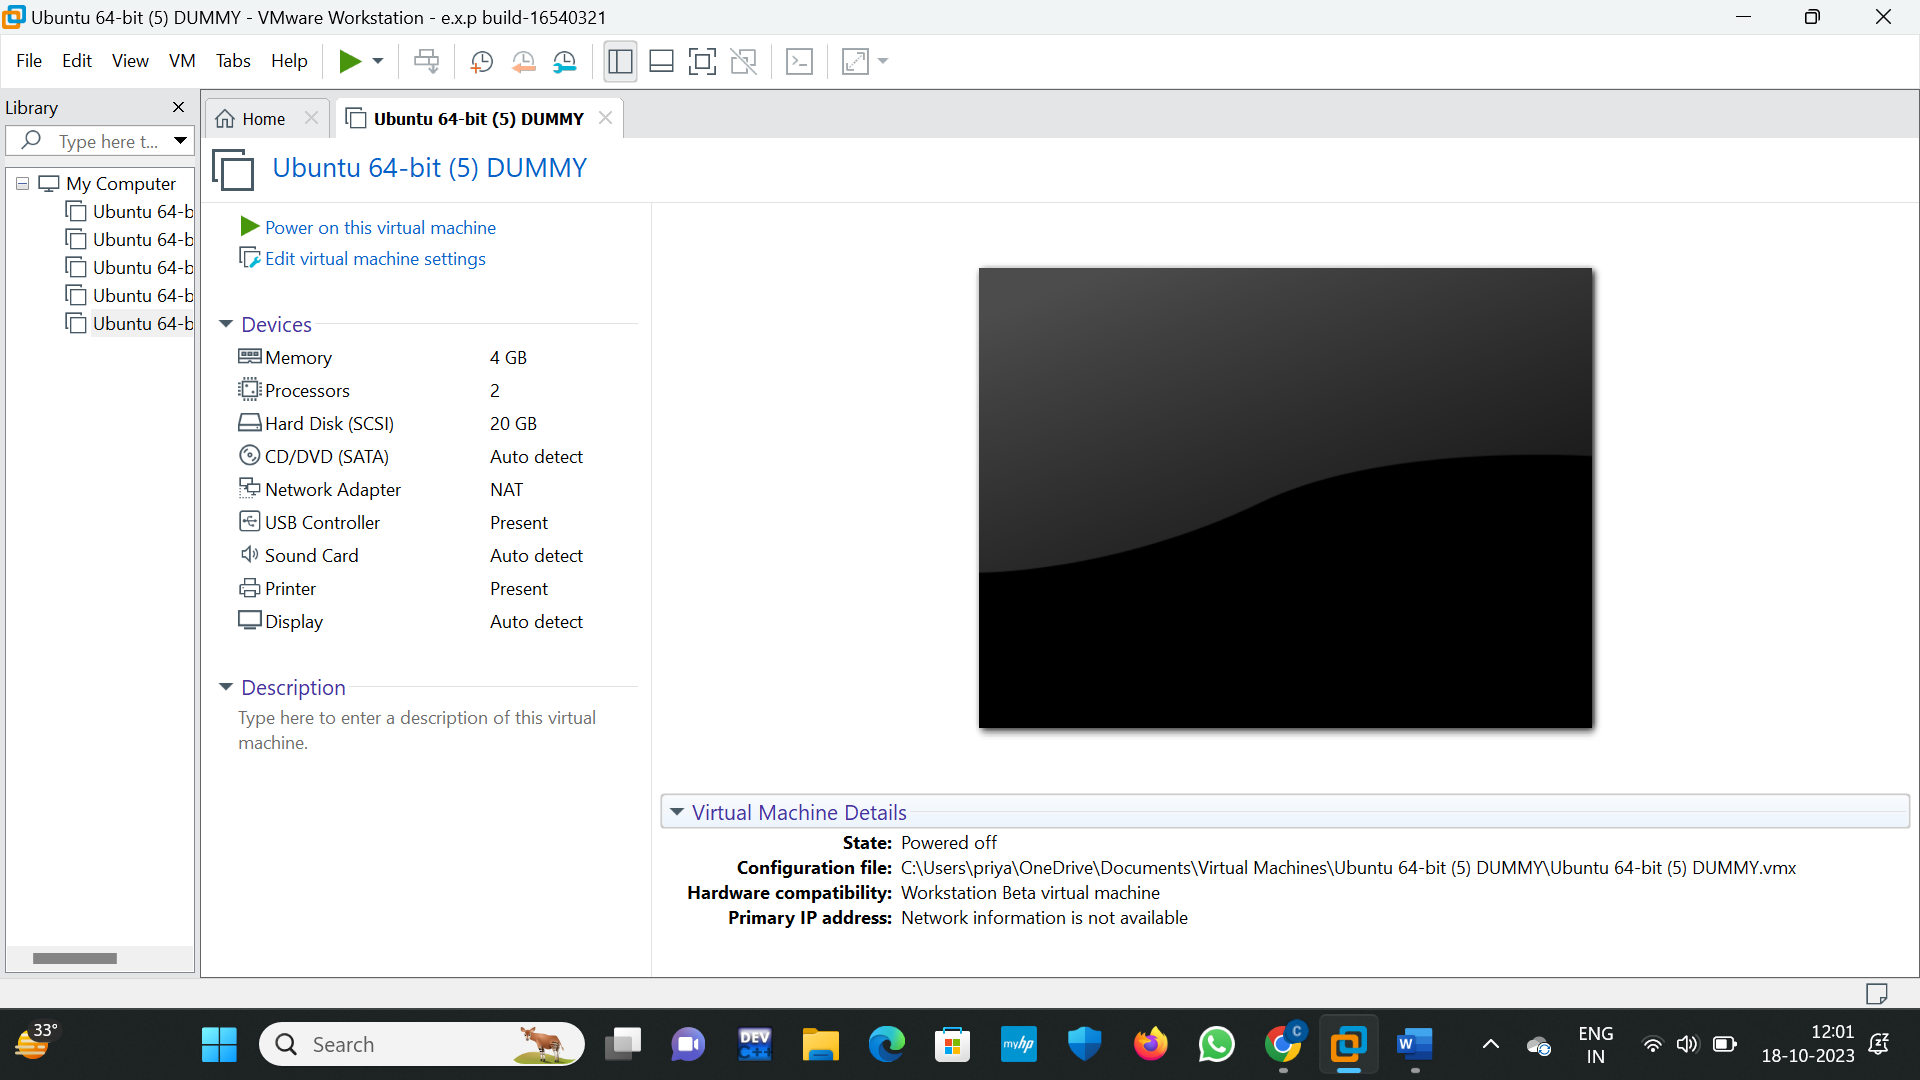 Ubuntu 64-bit (5) DUMMY - VMware Workstation - e.x.p build-16540321
File Edit View VM Tabs Help
Library
Type here t...
My Computer
Ubuntu 64-b
Ubuntu 64-b
Ubuntu 64-b
Ubuntu 64-b
Ubuntu 64-b
Home
Ubuntu 64-bit (5) DUMMY
Ubuntu 64-bit (5) DUMMY
Power on this virtual machine
Edit virtual machine settings
Devices
Memory 4 GB
Processors 2
Hard Disk (SCSI) 20 GB
CD/DVD (SATA) Auto detect
Network Adapter NAT
USB Controller Present
Sound Card Auto detect
Printer Present
Display Auto detect
Description
Type here to enter a description of this virtual
machine.
Virtual Machine Details
State: Powered off
Configuration file: C:\Users\priya\OneDrive\Documents\Virtual Machines\Ubuntu 64-bit (5) DUMMY\Ubuntu 64-bit (5) DUMMY.vmx
Hardware compatibility: Workstation Beta virtual machine
Primary IP address: Network information is not available
33°
Search
DEV
C++
myhp
C
W
ENG
IN
12:01
18-10-2023